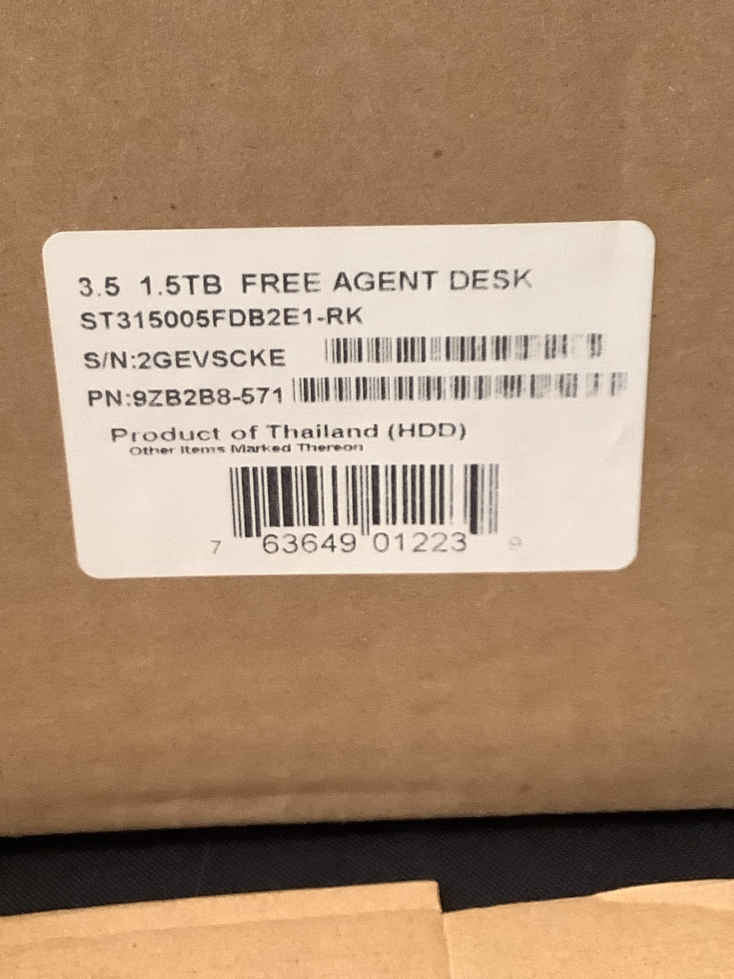 3.5 1.5TB FREE AGENT DESK
ST315005FDB2E1-RK
S/N:2GEVSCKE
PN:9ZB2B8-571
Product of Thailand (HDD)
Other Items Marked Thereon
7 63649 01223 9